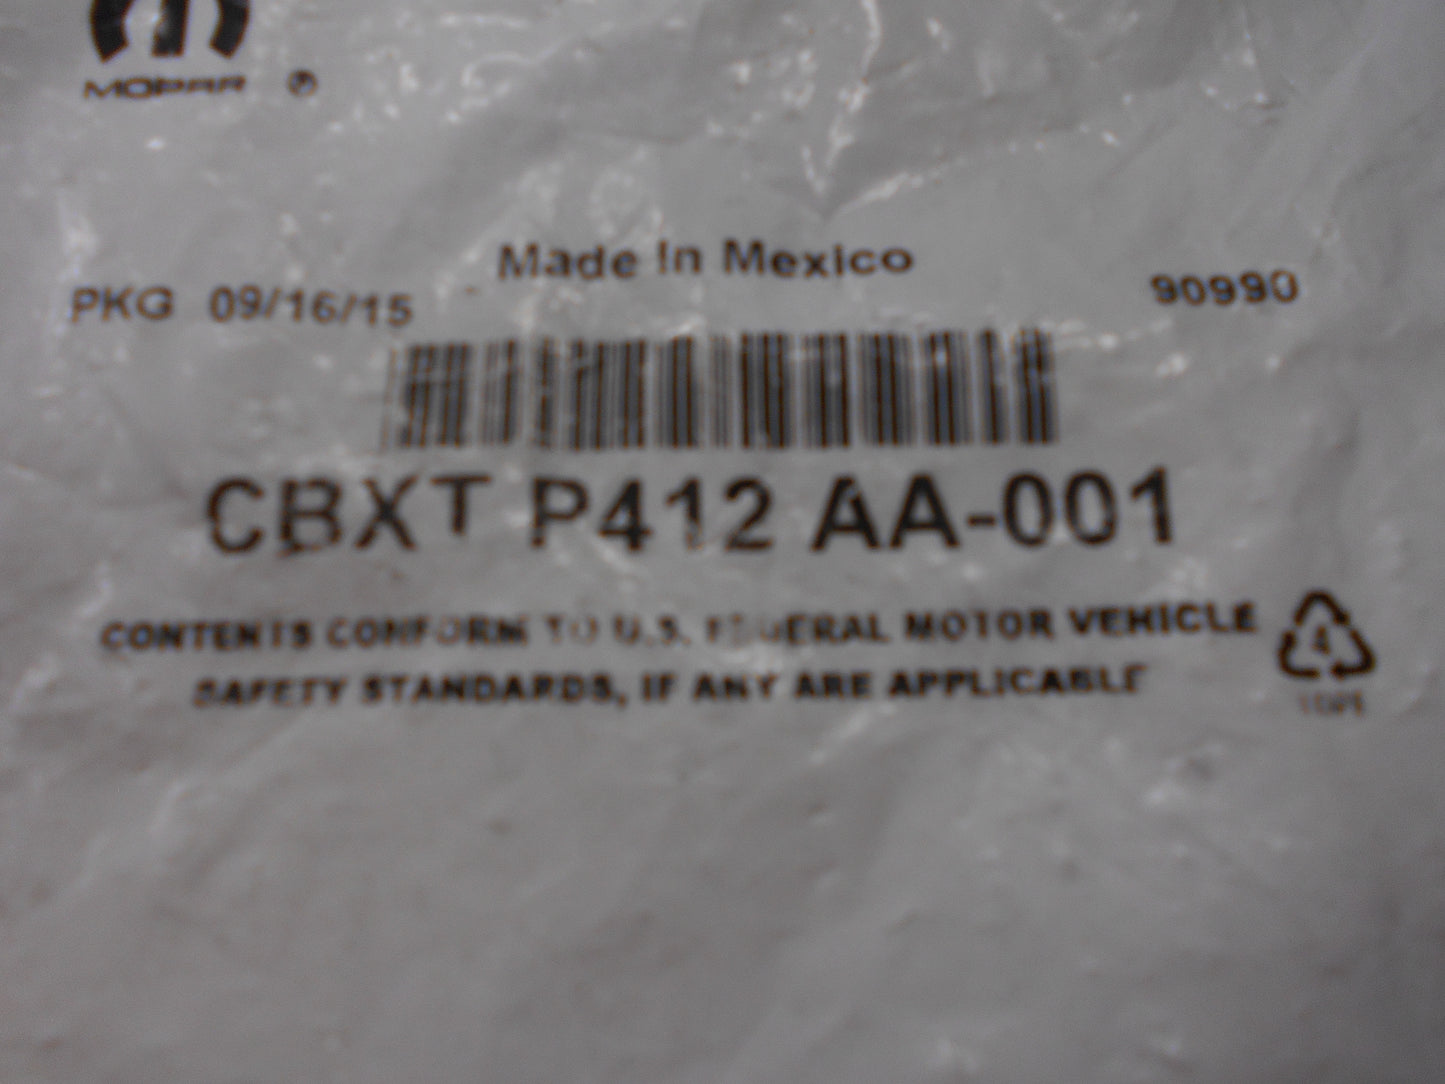 MOPAR ®
Made In Mexico
PKG 09/16/15
90990
CBXT P412 AA-001
CONTENTS CONFORM TO U.S. FEDERAL MOTOR VEHICLE
SAFETY STANDARDS, IF ANY ARE APPLICABLE
4
LDPE